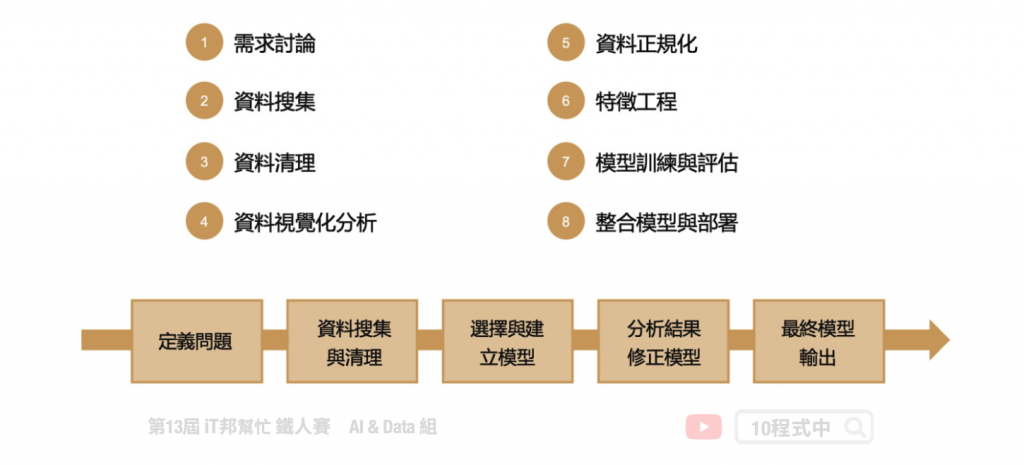 1 需求討論
2 資料搜集
3 資料清理
4 資料視覺化分析
5 資料正規化
6 特徵工程
7 模型訓練與評估
8 整合模型與部署
定義問題
資料搜集
與清理
選擇與建
立模型
分析結果
修正模型
最終模型
輸出
第13屆 iT邦幫忙 鐵人賽 AI & Data 組
10程式中